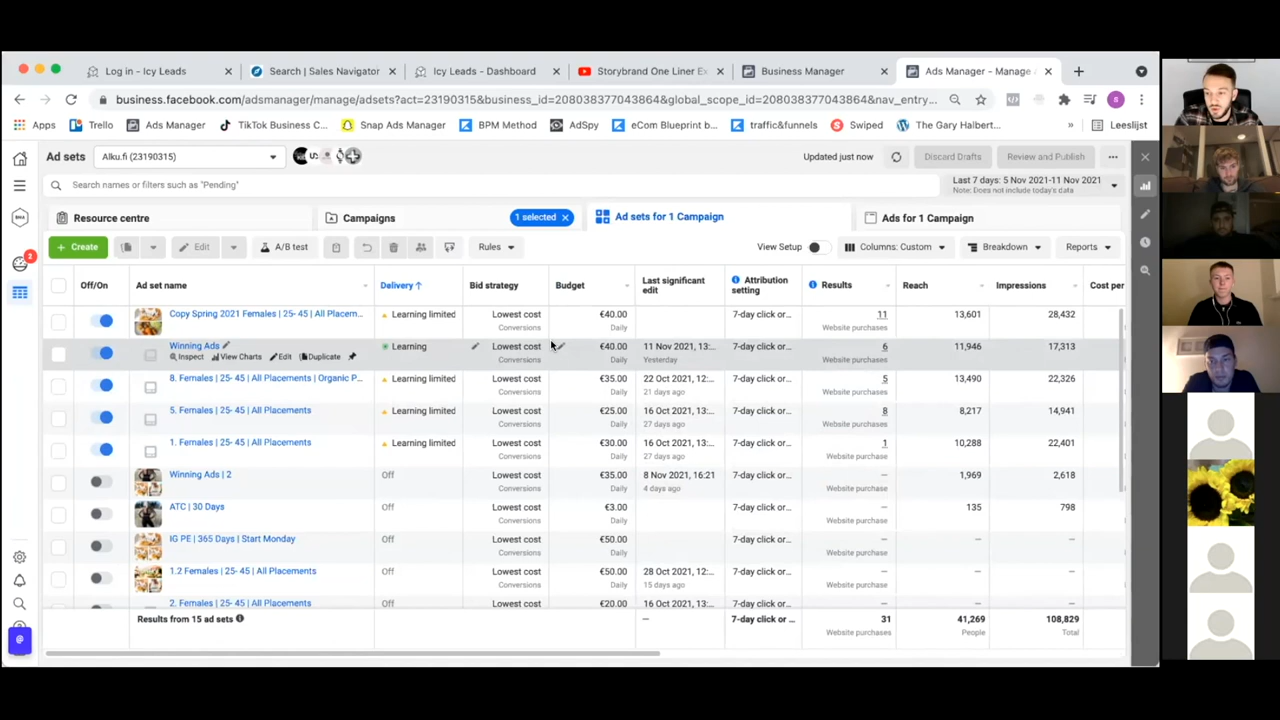 Log in - Icy Leads
Search | Sales Navigator
Icy Leads - Dashboard
Storybrand One Liner Ex
Business Manager
Ads Manager - Manage
business.facebook.com/adsmanager/manage/adsets?act=23190315&business_id=208038377043864&global_scope_id=208038377043864&nav_entry...
Apps Trello Ads Manager TikTok Business C... Snap Ads Manager BPM Method AdSpy eCom Blueprint b... traffic&funnels Swiped The Gary Halbert... » Leeslijst
Ad sets Alku.fi (23190315) Updated just now Discard Drafts Review and Publish
Search names or filters such as "Pending"
Last 7 days: 5 Nov 2021-11 Nov 2021
Note: Does not include today's data
Resource centre Campaigns 1 selected Ad sets for 1 Campaign Ads for 1 Campaign
+ Create Edit A/B test Rules View Setup Columns: Custom Breakdown Reports
Off/On Ad set name Delivery ↑ Bid strategy Budget Last significant edit Attribution setting Results Reach Impressions Cost per
Copy Spring 2021 Females | 25- 45 | All Placem... Learning limited Lowest cost €40.00 7-day click or... 11 13,601 28,432
Conversions Daily Website purchases
Winning Ads Learning Lowest cost €40.00 11 Nov 2021, 13:... 7-day click or... 6 11,946 17,313
Inspect View Charts Edit Duplicate Conversions Daily Yesterday Website purchases
8. Females | 25- 45 | All Placements | Organic P... Learning limited Lowest cost €35.00 22 Oct 2021, 12:... 7-day click or... 5 13,490 22,326
Conversions Daily 21 days ago Website purchases
5. Females | 25- 45 | All Placements Learning limited Lowest cost €25.00 16 Oct 2021, 13:... 7-day click or... 8 8,217 14,941
Conversions Daily 27 days ago Website purchases
1. Females | 25- 45 | All Placements Learning limited Lowest cost €30.00 16 Oct 2021, 13:... 7-day click or... 1 10,288 22,401
Conversions Daily 27 days ago Website purchase
Winning Ads | 2 Off Lowest cost €35.00 8 Nov 2021, 16:21 7-day click or... — 1,969 2,618
Conversions Daily 4 days ago Website purchase
ATC | 30 Days Off Lowest cost €3.00 7-day click or... — 135 798
Conversions Daily Website purchase
IG PE | 365 Days | Start Monday Off Lowest cost €50.00 7-day click or... — — —
Conversions Daily Website purchase
1.2 Females | 25- 45 | All Placements Off Lowest cost €50.00 28 Oct 2021, 12:... 7-day click or... — — —
Conversions Daily 15 days ago Website purchase
2. Females | 25- 45 | All Placements Off Lowest cost €20.00 16 Oct 2021, 13:... 7-day click or... — — —
Results from 15 ad sets — 7-day click or ... 31 41,269 108,829
Website purchases People Total